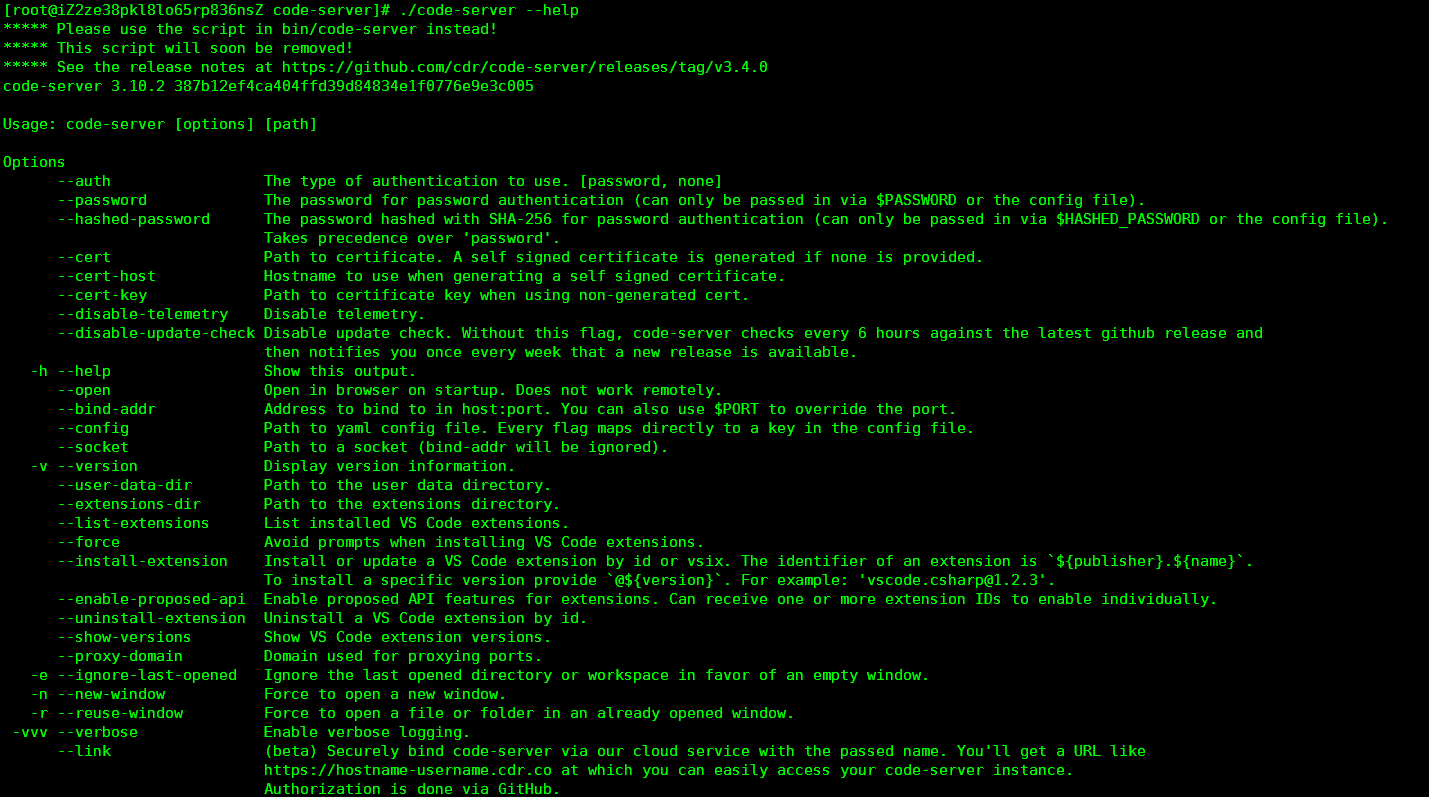 [root@iZ2ze38pkl8lo65rp836nsZ code-server]# ./code-server --help
***** Please use the script in bin/code-server instead!
***** This script will soon be removed!
***** See the release notes at https://github.com/cdr/code-server/releases/tag/v3.4.0
code-server 3.10.2 387b12ef4ca404ffd39d84834e1f0776e9e3c005

Usage: code-server [options] [path]

Options
      --auth                 The type of authentication to use. [password, none]
      --password             The password for password authentication (can only be passed in via $PASSWORD or the config file).
      --hashed-password      The password hashed with SHA-256 for password authentication (can only be passed in via $HASHED_PASSWORD or the config file).
                             Takes precedence over 'password'.
      --cert                 Path to certificate. A self signed certificate is generated if none is provided.
      --cert-host            Hostname to use when generating a self signed certificate.
      --cert-key             Path to certificate key when using non-generated cert.
      --disable-telemetry    Disable telemetry.
      --disable-update-check Disable update check. Without this flag, code-server checks every 6 hours against the latest github release and
                             then notifies you once every week that a new release is available.
   -h --help                 Show this output.
      --open                 Open in browser on startup. Does not work remotely.
      --bind-addr            Address to bind to in host:port. You can also use $PORT to override the port.
      --config               Path to yaml config file. Every flag maps directly to a key in the config file.
      --socket               Path to a socket (bind-addr will be ignored).
   -v --version              Display version information.
      --user-data-dir        Path to the user data directory.
      --extensions-dir       Path to the extensions directory.
      --list-extensions      List installed VS Code extensions.
      --force                Avoid prompts when installing VS Code extensions.
      --install-extension    Install or update a VS Code extension by id or vsix. The identifier of an extension is `${publisher}.${name}`.
                             To install a specific version provide `@${version}`. For example: 'vscode.csharp@1.2.3'.
      --enable-proposed-api  Enable proposed API features for extensions. Can receive one or more extension IDs to enable individually.
      --uninstall-extension  Uninstall a VS Code extension by id.
      --show-versions        Show VS Code extension versions.
      --proxy-domain         Domain used for proxying ports.
   -e --ignore-last-opened   Ignore the last opened directory or workspace in favor of an empty window.
   -n --new-window           Force to open a new window.
   -r --reuse-window         Force to open a file or folder in an already opened window.
 -vvv --verbose              Enable verbose logging.
      --link                 (beta) Securely bind code-server via our cloud service with the passed name. You'll get a URL like
                             https://hostname-username.cdr.co at which you can easily access your code-server instance.
                             Authorization is done via GitHub.